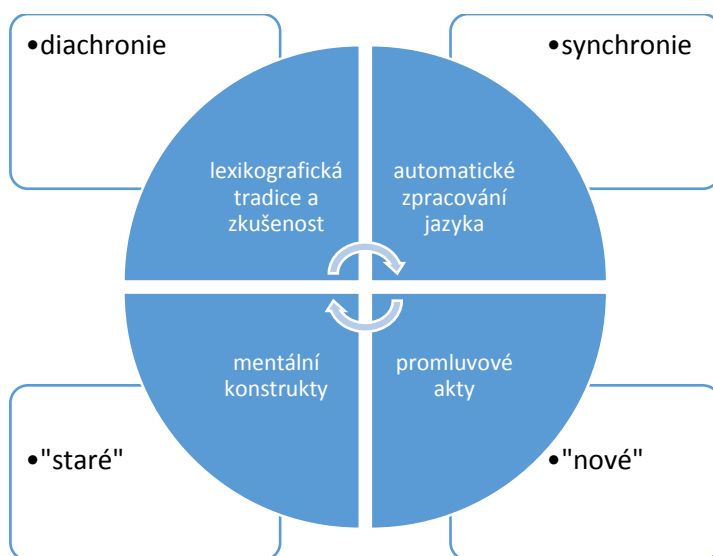 •diachronie
•synchronie
lexikografická
tradice a
zkušenost
automatické
zpracování
jazyka
mentální
konstrukty
promluvové
akty
•"staré"
•"nové"